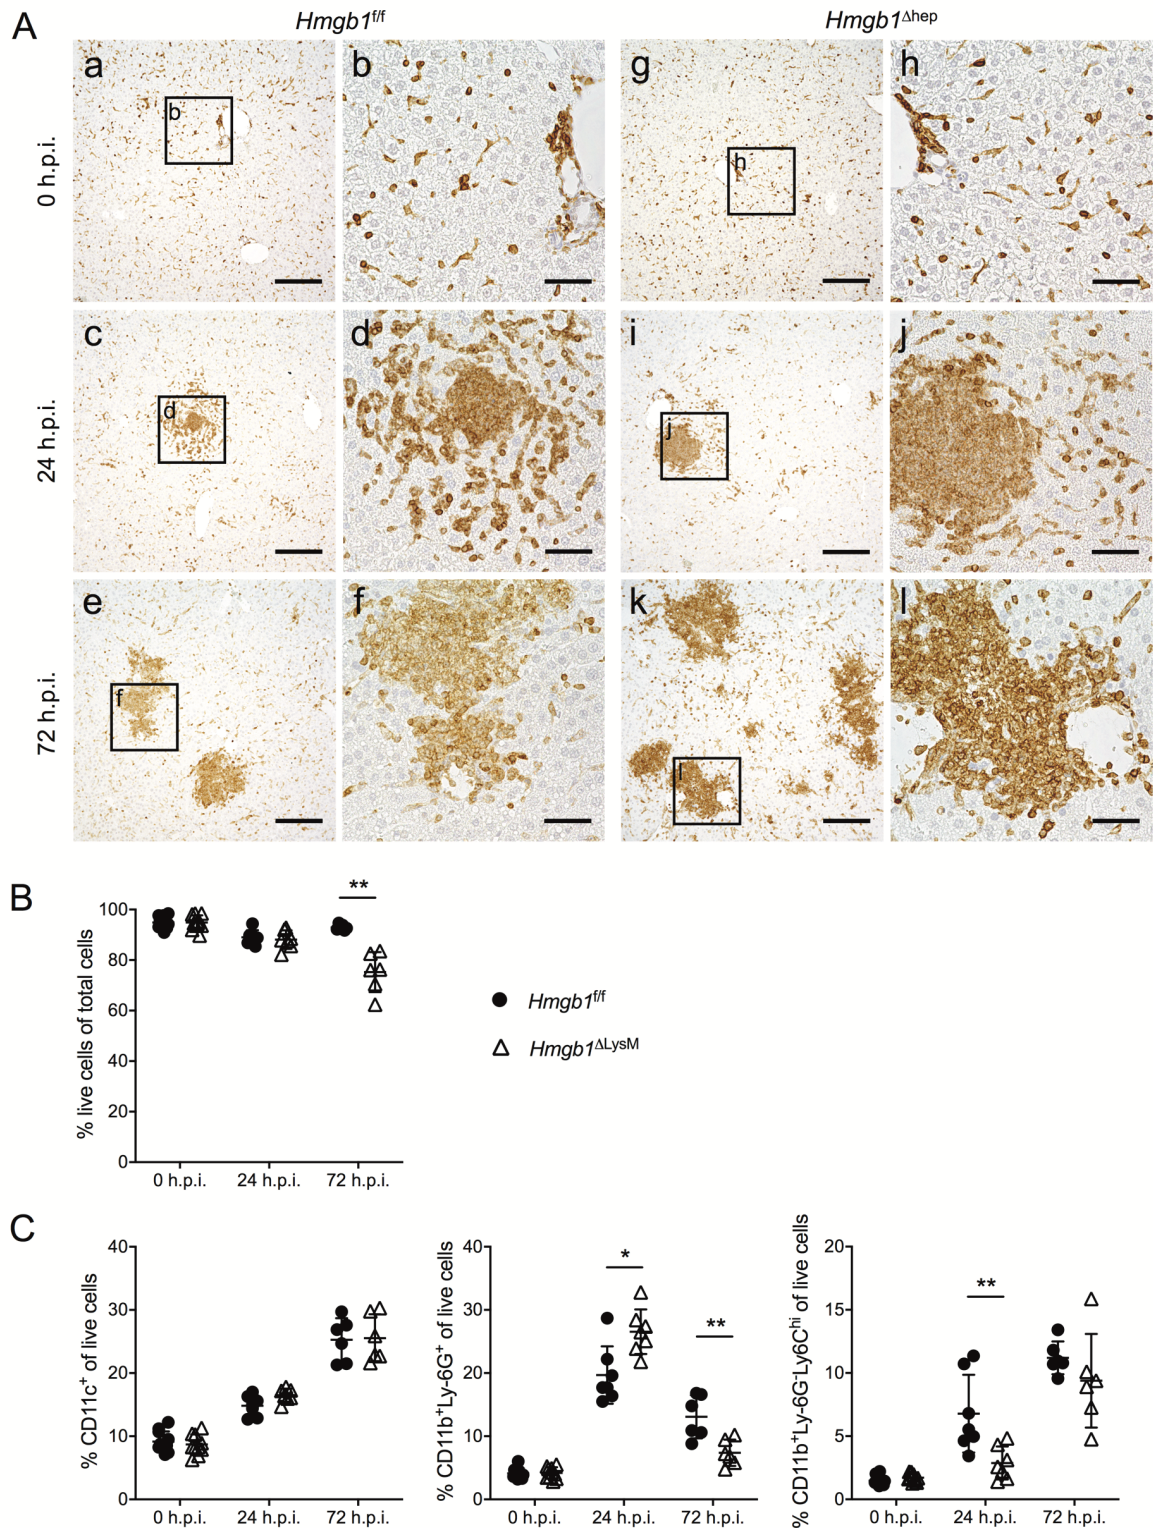 A
Hmgb1f/f
Hmgb1Δhep
0 h.p.i.
a
b
b
g
h
h
24 h.p.i.
c
d
d
i
j
j
72 h.p.i.
e
f
f
k
l
l
B
% live cells of total cells
100
80
60
40
20
0
**
0 h.p.i.
24 h.p.i.
72 h.p.i.
Hmgb1f/f
Hmgb1ΔLysM
C
% CD11c+ of live cells
40
30
20
10
0
0 h.p.i.
24 h.p.i.
72 h.p.i.
% CD11b+Ly-6G+ of live cells
40
30
20
10
0
*
**
0 h.p.i.
24 h.p.i.
72 h.p.i.
% CD11b+Ly-6G-Ly6Chi of live cells
20
15
10
5
0
**
0 h.p.i.
24 h.p.i.
72 h.p.i.